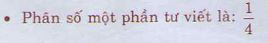 • Phân số một phần tư viết là: 1/4